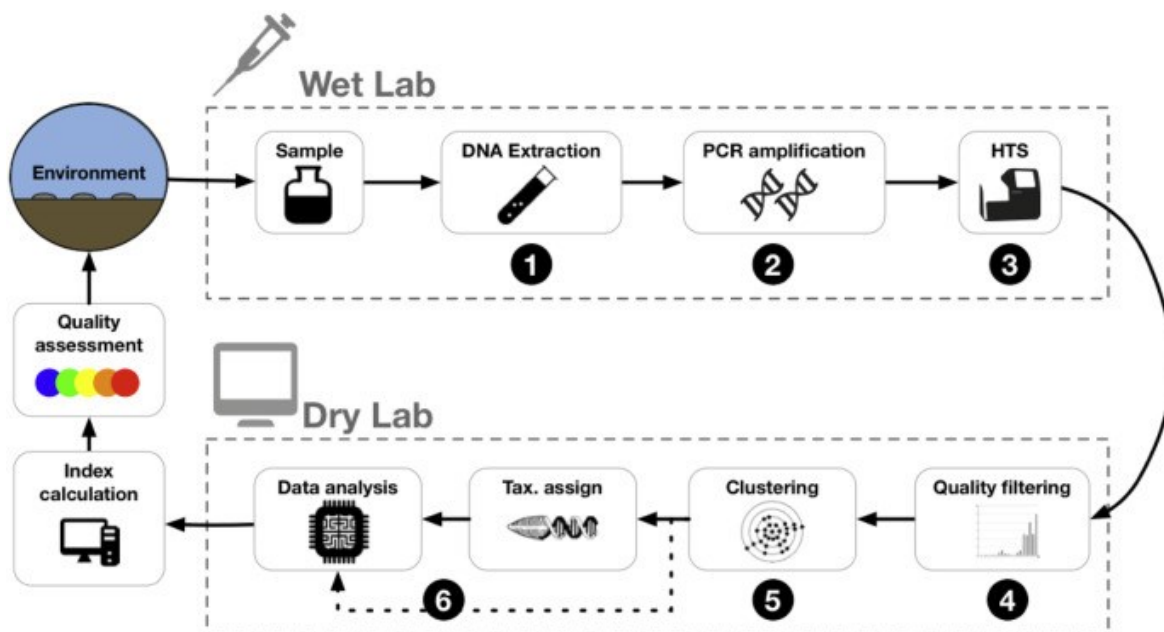 Wet Lab
Environment
Sample
DNA Extraction
PCR amplification
HTS
1
2
3
Quality
assessment
Dry Lab
Index
calculation
Data analysis
Tax. assign
Clustering
Quality filtering
6
5
4